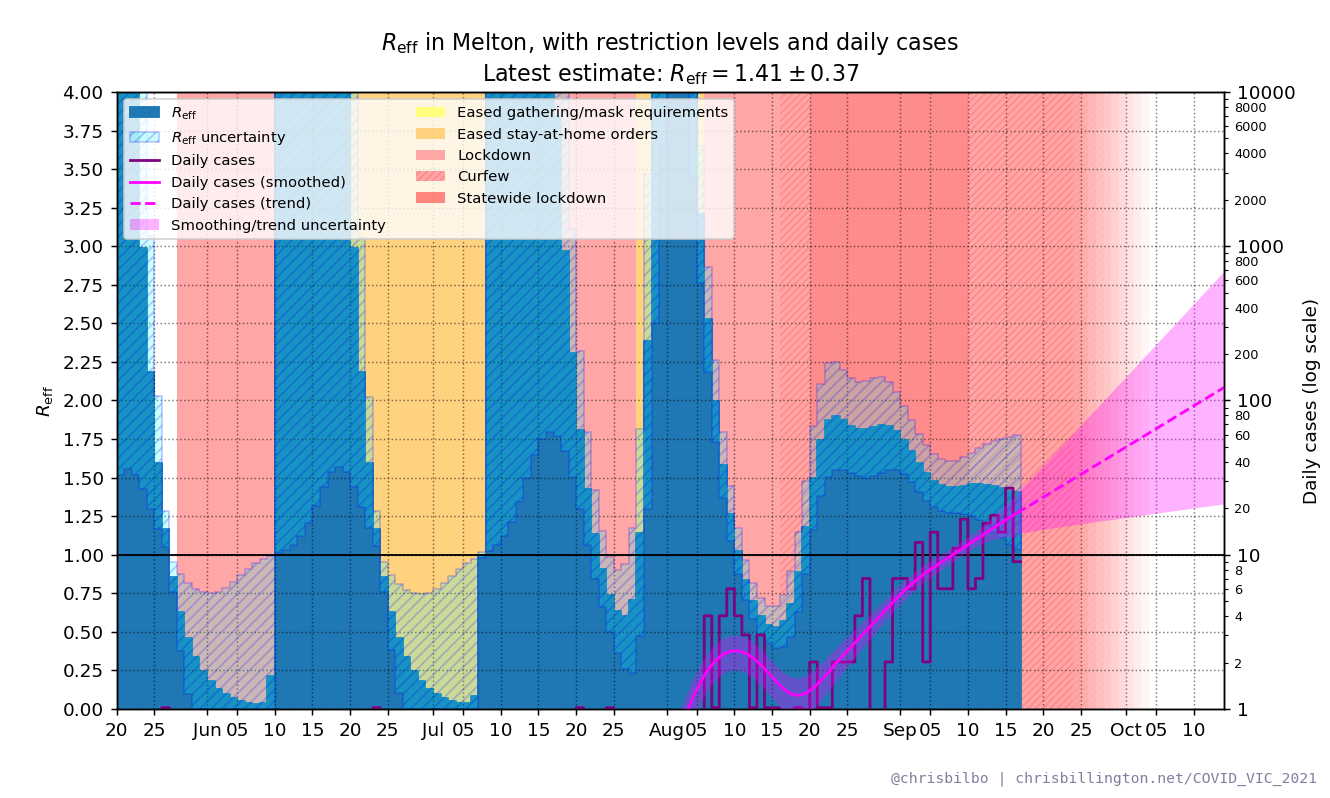 R_eff in Melton, with restriction levels and daily cases
Latest estimate: R_eff = 1.41 ± 0.37
R_eff
R_eff uncertainty
Daily cases
Daily cases (smoothed)
Daily cases (trend)
Smoothing/trend uncertainty
Eased gathering/mask requirements
Eased stay-at-home orders
Lockdown
Curfew
Statewide lockdown
R_eff
4.00
3.75
3.50
3.25
3.00
2.75
2.50
2.25
2.00
1.75
1.50
1.25
1.00
0.75
0.50
0.25
0.00
10000
8000
6000
4000
2000
1000
800
600
400
200
100
80
60
40
20
10
8
6
4
2
1
Daily cases (log scale)
20 25 Jun 05 10 15 20 25 Jul 05 10 15 20 25 Aug 05 10 15 20 25 Sep 05 10 15 20 25 Oct 05 10
@chrisbilbo | chrisbillington.net/COVID_VIC_2021